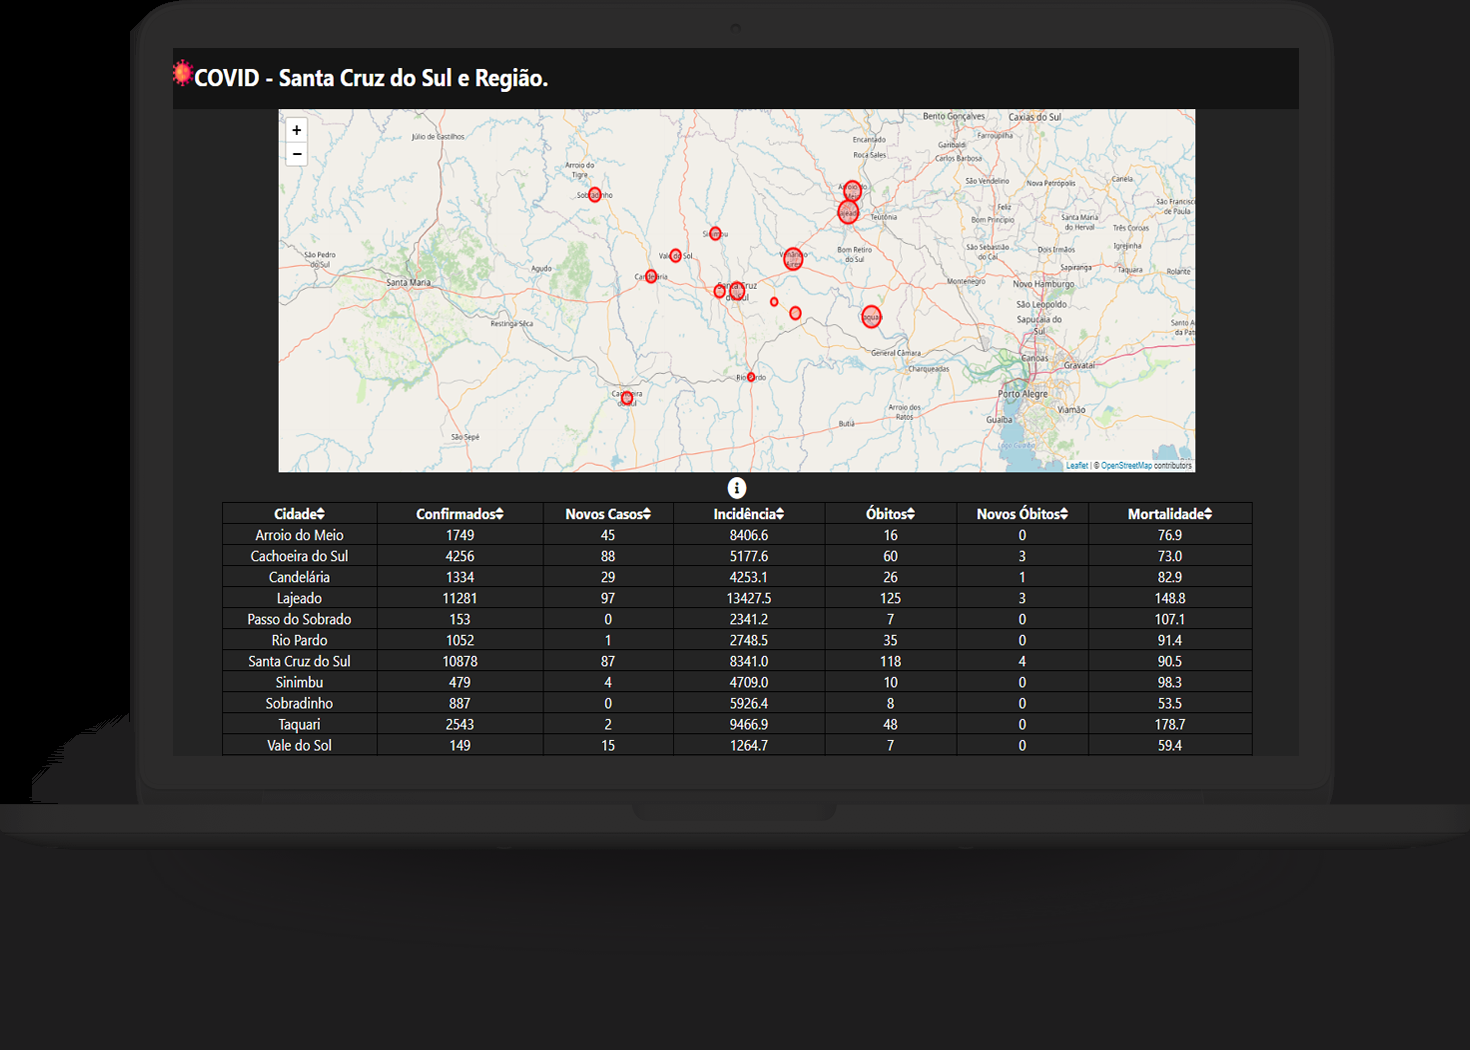 COVID - Santa Cruz do Sul e Região.
+
−
Júlio de Castilhos
Bento Gonçalves
Caxias do Sul
Encantado
Farroupilha
Garibaldi
Roca Sales
Carlos Barbosa
Arroio do
Tigre
Sobradinho
Arroio do
Meio
São Vendelino
Nova Petrópolis
Canela
Lajeado
Teutônia
Feliz
Bom Princípio
Santa Maria
do Herval
São Francisco
de Paula
Três Coroas
Sinimbu
São Pedro
do Sul
Agudo
Vale do Sol
Venâncio
Aires
Bom Retiro
do Sul
São Sebastião
do Caí
Dois Irmãos
Igrejinha
Sapiranga
Taquara
Rolante
Santa Maria
Candelária
Santa Cruz
do Sul
Montenegro
Novo Hamburgo
São Leopoldo
Sapucaia do
Sul
Restinga Sêca
Taquari
Santo A
da Pat
General Câmara
Charqueadas
Canoas
Gravataí
Rio Pardo
Cachoeira
do Sul
Porto Alegre
Arroio dos
Ratos
Viamão
Guaíba
Butiá
São Sepé
Lago Guaíba
Leaflet | © OpenStreetMap contributors
i
Cidade Confirmados Novos Casos Incidência Óbitos Novos Óbitos Mortalidade
Arroio do Meio 1749 45 8406.6 16 0 76.9
Cachoeira do Sul 4256 88 5177.6 60 3 73.0
Candelária 1334 29 4253.1 26 1 82.9
Lajeado 11281 97 13427.5 125 3 148.8
Passo do Sobrado 153 0 2341.2 7 0 107.1
Rio Pardo 1052 1 2748.5 35 0 91.4
Santa Cruz do Sul 10878 87 8341.0 118 4 90.5
Sinimbu 479 4 4709.0 10 0 98.3
Sobradinho 887 0 5926.4 8 0 53.5
Taquari 2543 2 9466.9 48 0 178.7
Vale do Sol 149 15 1264.7 7 0 59.4